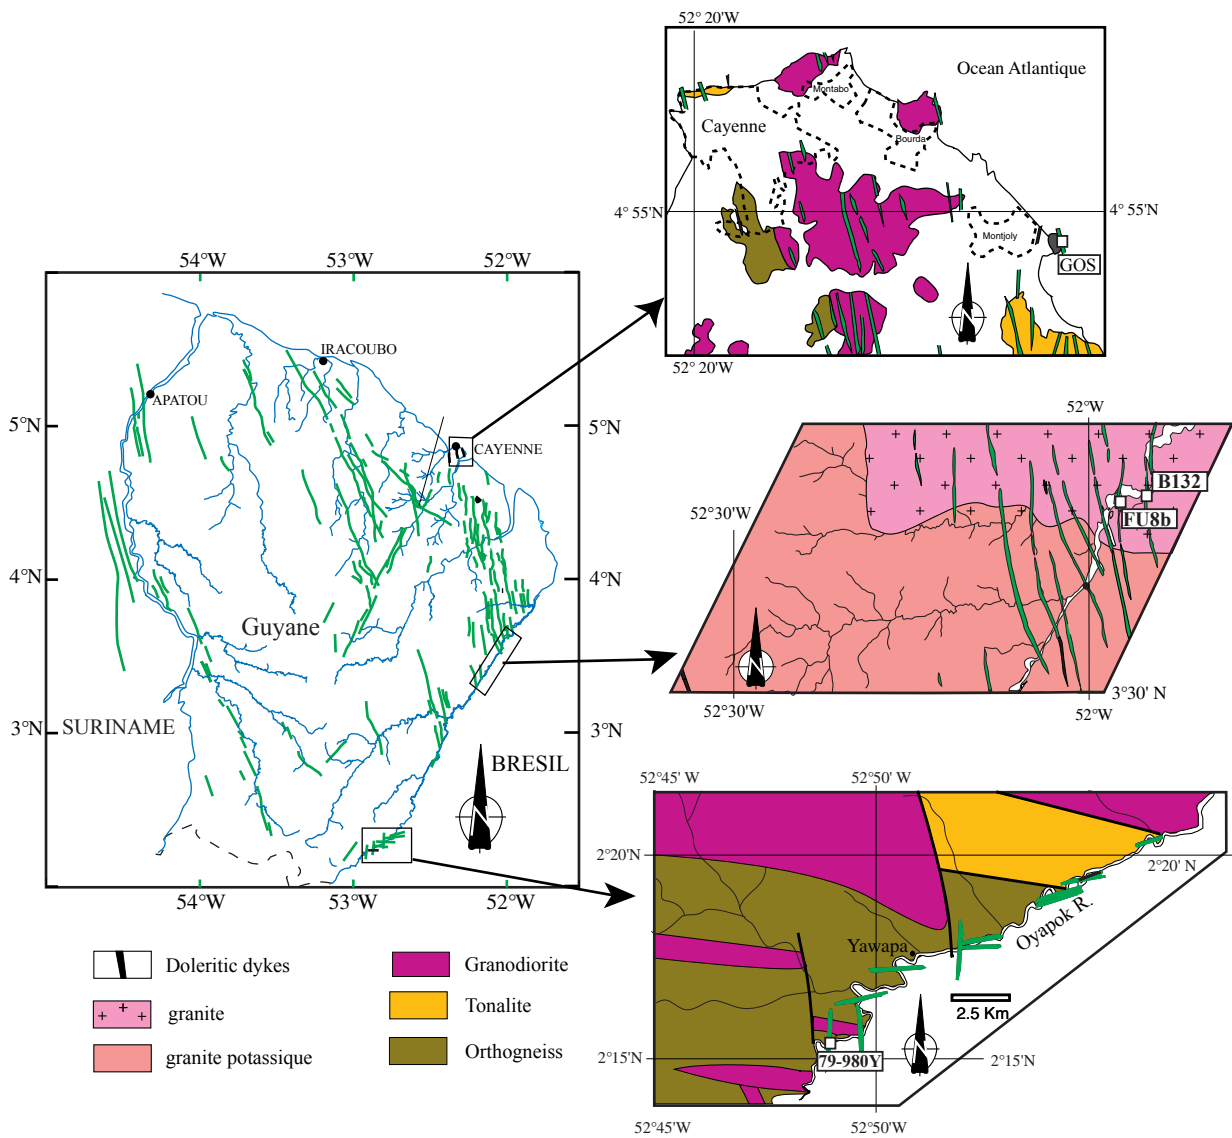 52° 20'W
Ocean Atlantique
Montabo
Cayenne
Bourda
4° 55'N
4° 55'N
Montjoly
GOS
52° 20'W
54°W
53°W
52°W
IRACOUBO
APATOU
5°N
5°N
CAYENNE
4°N
4°N
Guyane
3°N
3°N
SURINAME
BRESIL
N
54°W
53°W
52°W
52°W
B132
FU8b
52°30'W
3°30' N
52°30'W
52°W
52°45' W
52°50 W
2°20'N
2°20' N
Oyapok R.
Yawapa
2.5 Km
79-980Y
2°15'N
2°15'N
52°45'W
52°50'W
Doleritic dykes
granite
granite potassique
Granodiorite
Tonalite
Orthogneiss